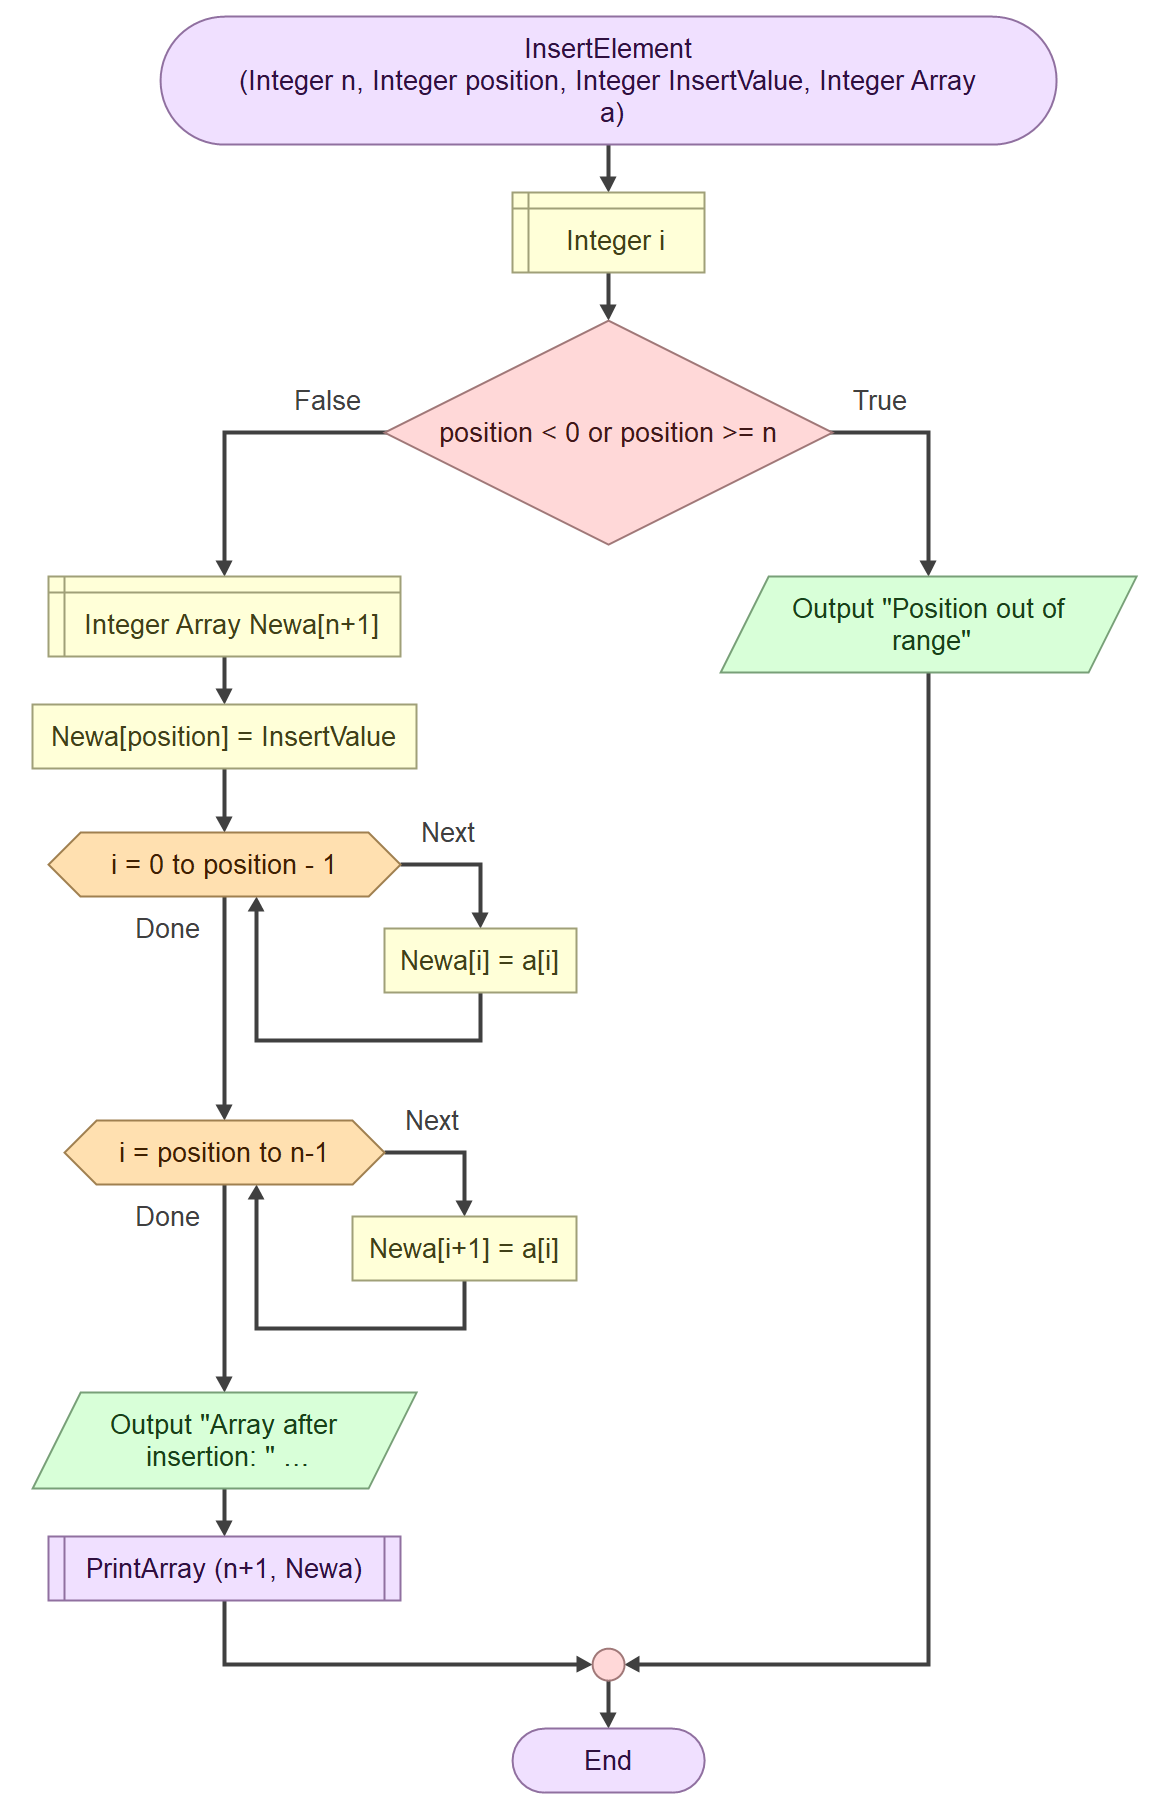 InsertElement
(Integer n, Integer position, Integer InsertValue, Integer Array
a)
Integer i
False
True
position < 0 or position >= n
Integer Array Newa[n+1]
Output "Position out of
range"
Newa[position] = InsertValue
Next
i = 0 to position - 1
Done
Newa[i] = a[i]
Next
i = position to n-1
Done
Newa[i+1] = a[i]
Output "Array after
insertion: " ...
PrintArray (n+1, Newa)
End